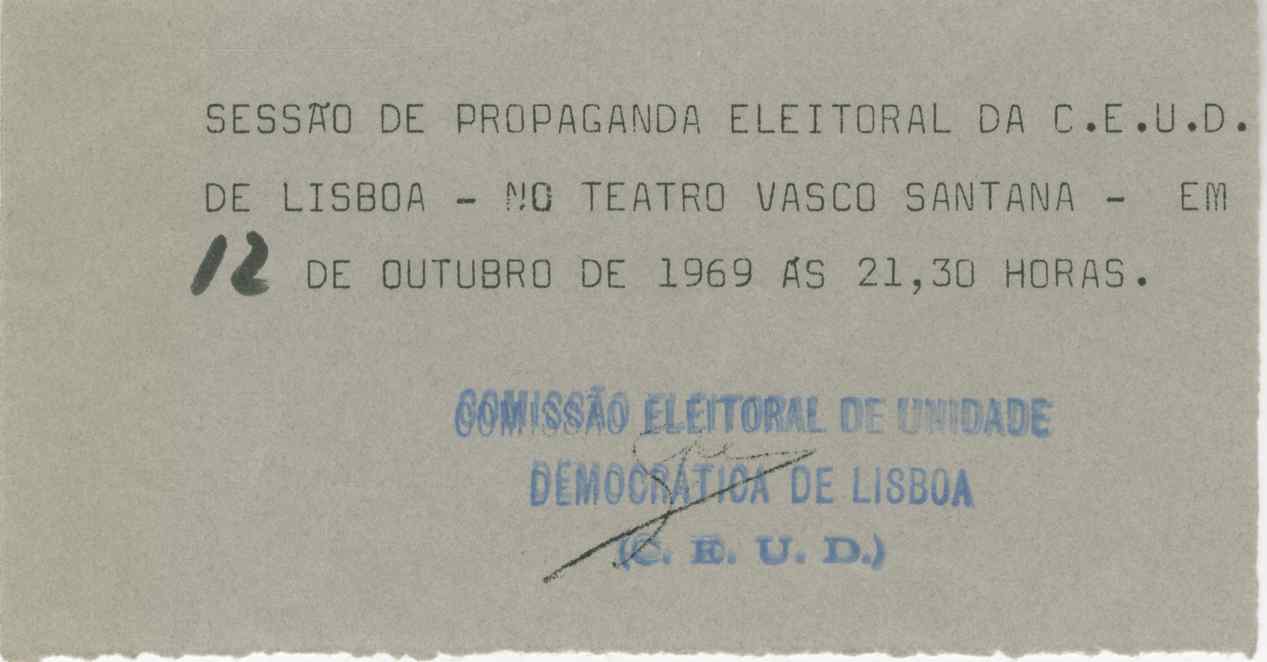 SESSÃO DE PROPAGANDA ELEITORAL DA C.E.U.D.
DE LISBOA - NO TEATRO VASCO SANTANA - EM
12 DE OUTUBRO DE 1969 ÁS 21,30 HORAS.
COMISSÃO ELEITORAL DE UNIDADE
DEMOCRÁTICA DE LISBOA
(C. E. U. D.)